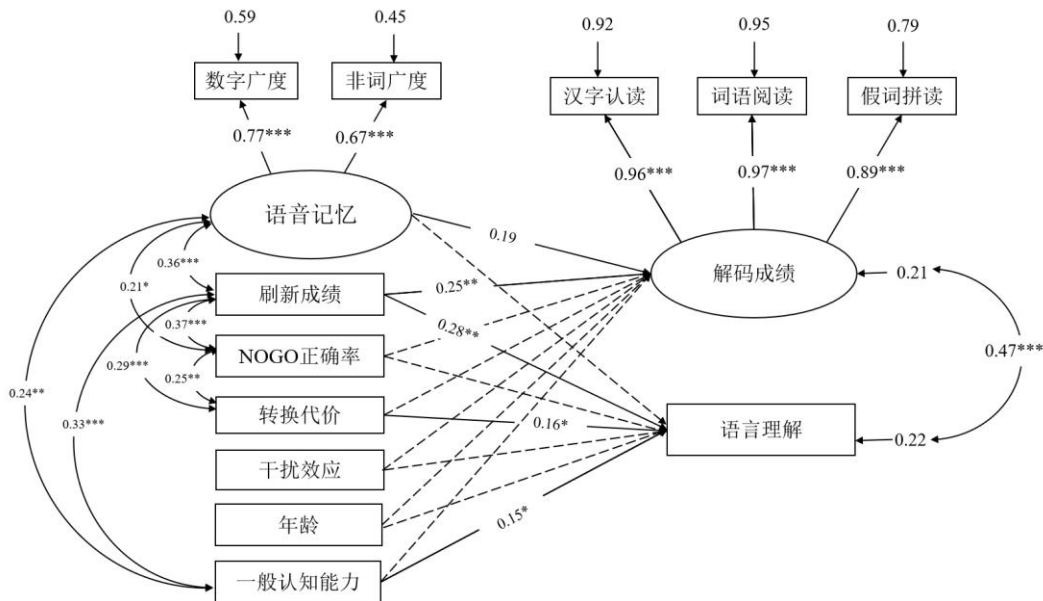 0.59
0.45
0.92
0.95
0.79
数字广度
非词广度
汉字认读
词语阅读
假词拼读
0.77***
0.67***
0.96***
0.97***
0.89***
语音记忆
0.19
解码成绩
0.21
0.36***
0.21*
刷新成绩
0.25**
0.28**
0.37***
NOGO正确率
0.29***
0.25**
0.47***
0.24**
0.33***
转换代价
0.16*
语言理解
0.22
干扰效应
年龄
0.15*
一般认知能力